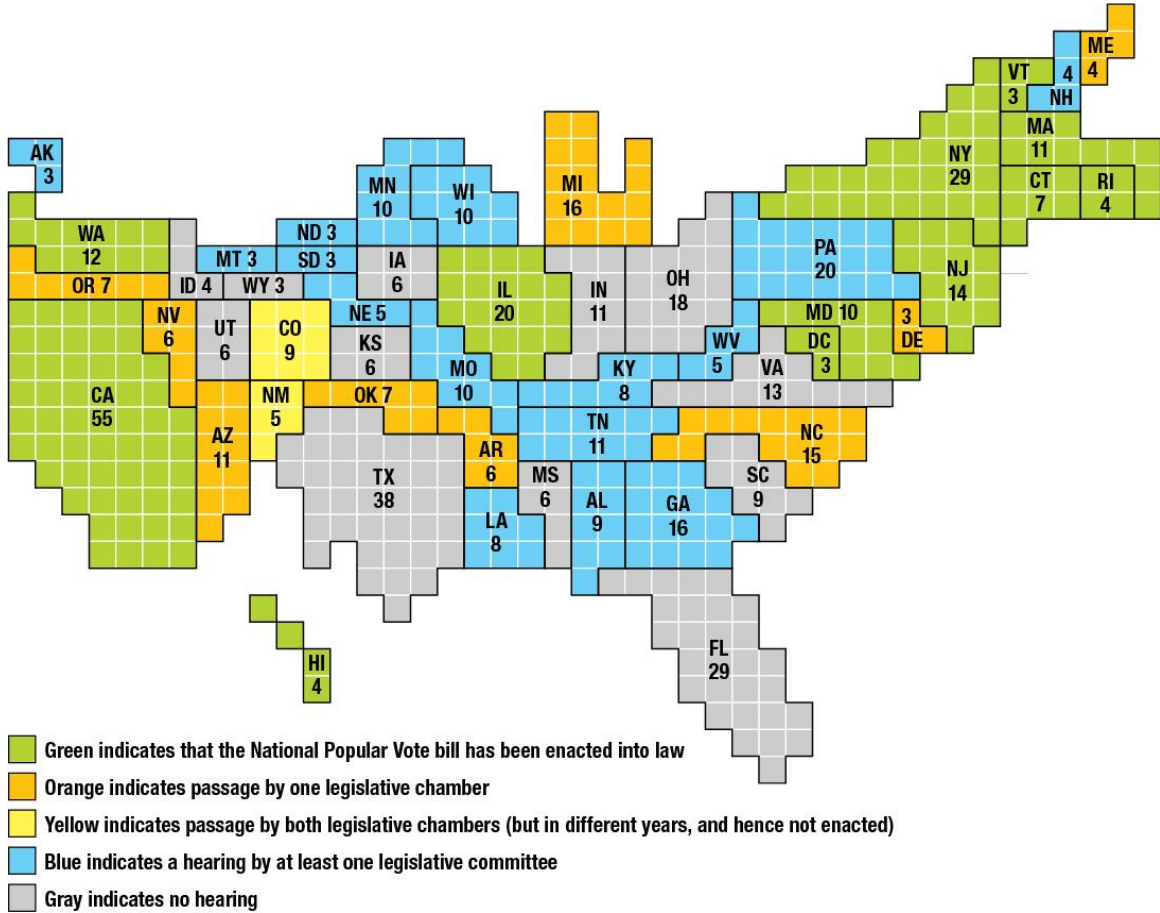 ME
4
VT
3
4
NH
MA
11
NY
29
CT
7
RI
4
AK
3
MN
10
WI
10
MI
16
WA
12
ND 3
MT 3
SD 3
IA
6
PA
20
NJ
14
OR 7
ID 4
WY 3
IL
20
IN
11
OH
18
NV
6
UT
6
CO
9
NE 5
KS
6
MD 10
DC
3
3
DE
WV
5
VA
13
CA
55
MO
10
KY
8
NM
5
OK 7
AZ
11
TN
11
NC
15
AR
6
TX
38
MS
6
AL
9
GA
16
SC
9
LA
8
HI
4
FL
29
Green indicates that the National Popular Vote bill has been enacted into law
Orange indicates passage by one legislative chamber
Yellow indicates passage by both legislative chambers (but in different years, and hence not enacted)
Blue indicates a hearing by at least one legislative committee
Gray indicates no hearing